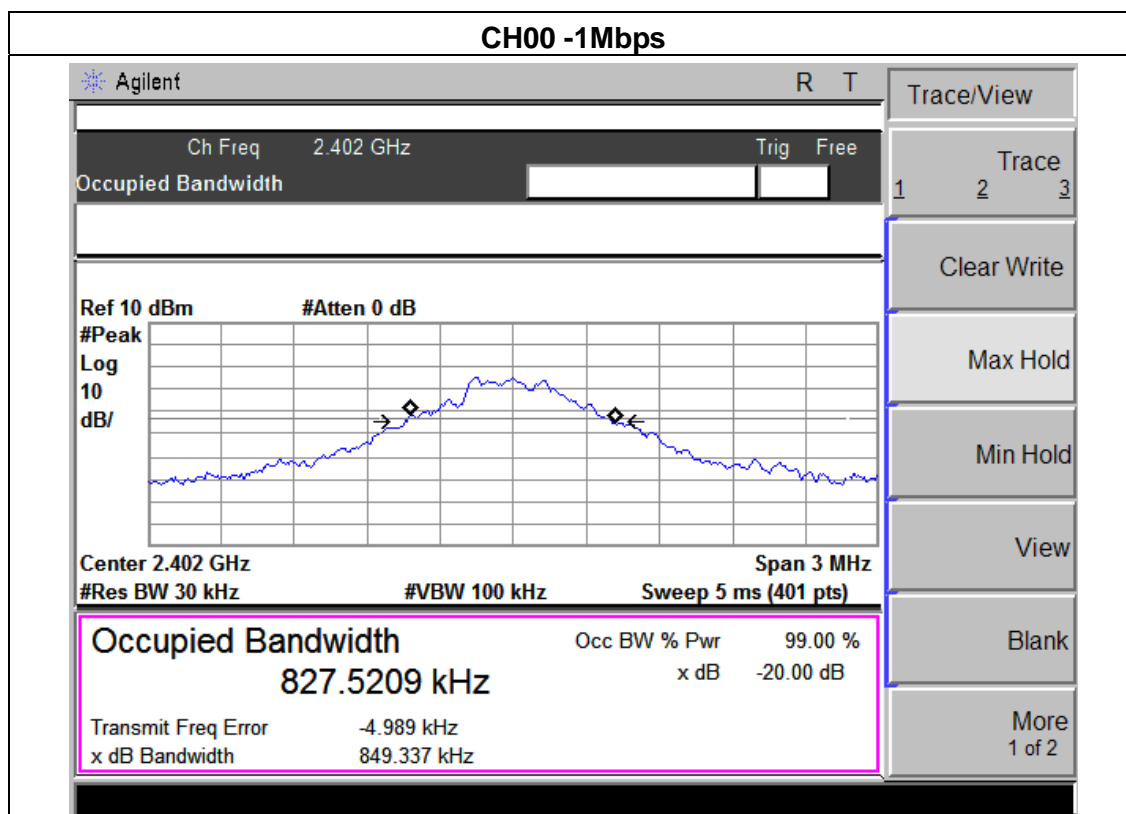 CH00 -1Mbps
Agilent R T
Ch Freq 2.402 GHz Trig Free
Occupied Bandwidth
Ref 10 dBm #Atten 0 dB
#Peak
Log
10
dB/
Center 2.402 GHz Span 3 MHz
#Res BW 30 kHz #VBW 100 kHz Sweep 5 ms (401 pts)
Occupied Bandwidth Occ BW % Pwr 99.00 %
827.5209 kHz x dB -20.00 dB
Transmit Freq Error -4.989 kHz
x dB Bandwidth 849.337 kHz
Trace/View
Trace
1 2 3
Clear Write
Max Hold
Min Hold
View
Blank
More
1 of 2